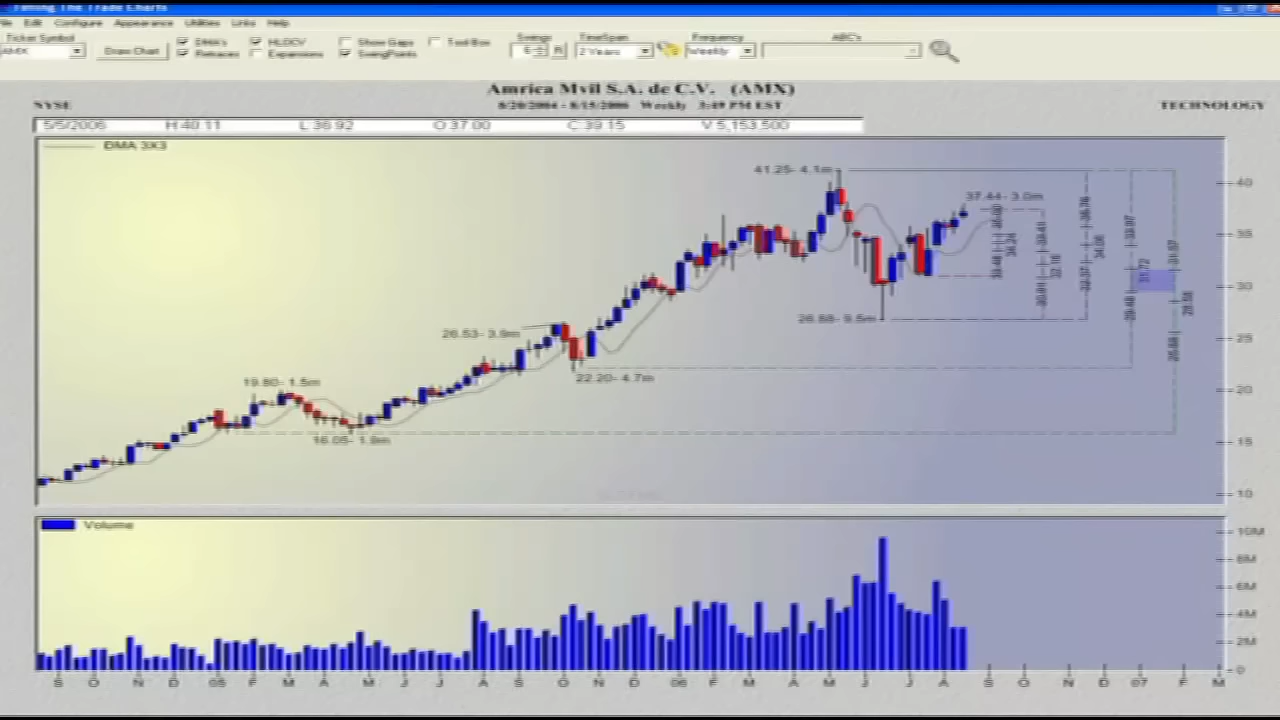 Timing The Trade Charts
File Edit Configure Appearance Utilities Links Help
Ticker Symbol Swings TimeSpan Frequency ABC's
AMX Draw Chart DMA's HLOCV Show Gaps Tool Box 2 Years Weekly
Retraces Expansions SwingPoints
Amrica Mvil S.A. de C.V. (AMX)
NYSE 8/20/2004 - 8/15/2006 Weekly 3:49 PM EST TECHNOLOGY
5/5/2006 H 40.11 L 36.92 O 37.00 C 39.15 V 5,153,500
DMA 3X3
41.25- 4.1m
37.44- 3.0m
26.88- 9.5m
26.53- 3.9m
22.20- 4.7m
19.80- 1.5m
16.05- 1.9m
40
35
30
25
20
15
10
31.72
Volume
10M
8M
6M
4M
2M
0
S O N D 05 F M A M J J A S O N D 06 F M A M J J A S O N D 07 F M